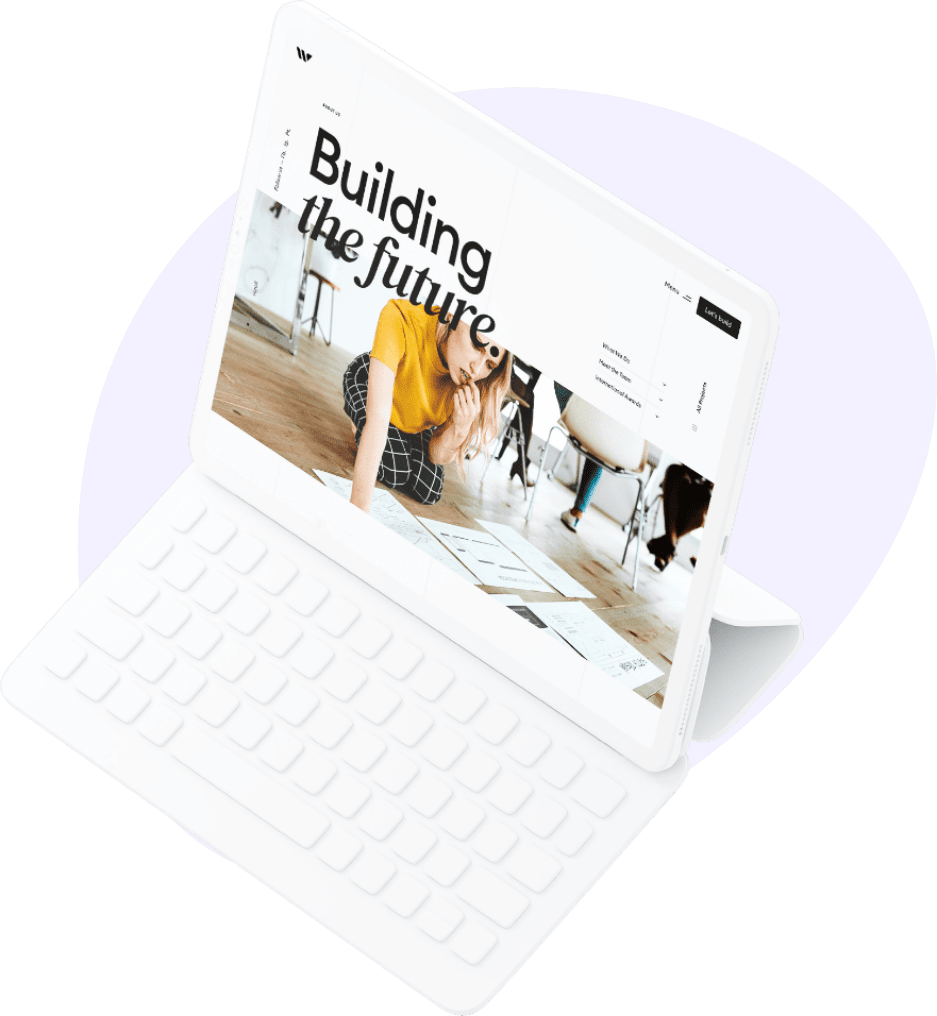 About us
Building
the future.
Menu
Let's build
What We Do
Meet the Team
International Awards
All Projects